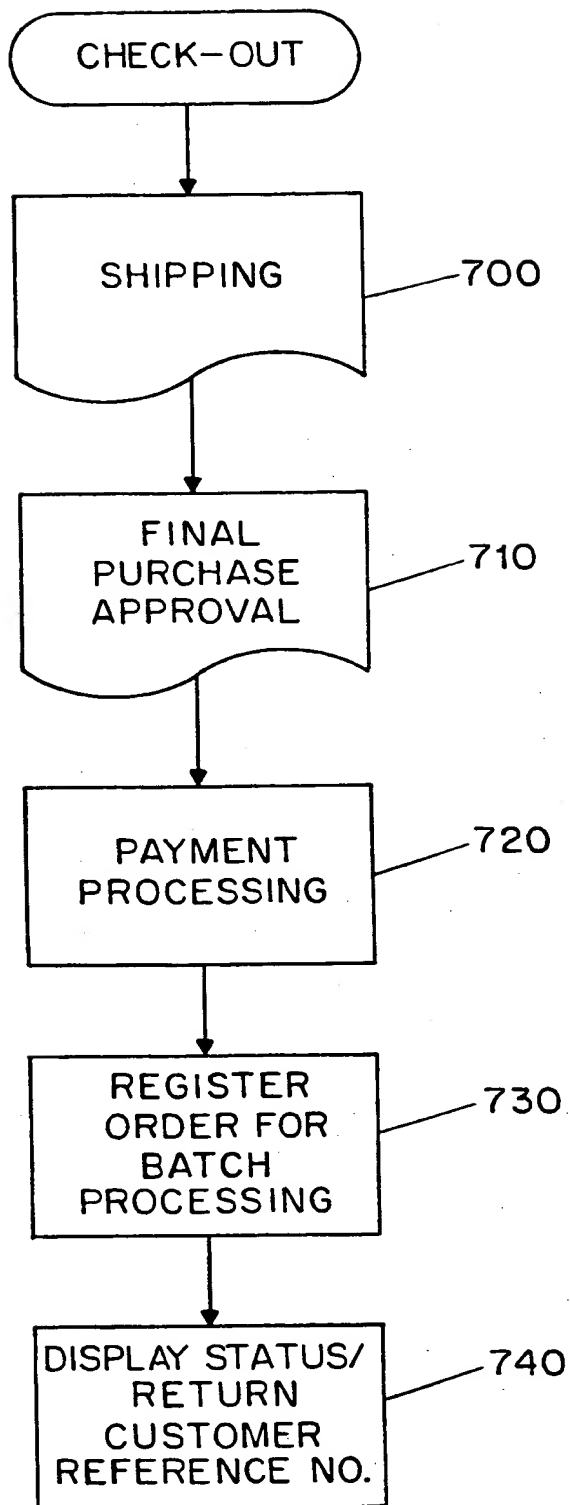 CHECK-OUT
SHIPPING
700
FINAL
PURCHASE
APPROVAL
710
PAYMENT
PROCESSING
720
REGISTER
ORDER FOR
BATCH
PROCESSING
730
DISPLAY STATUS/
RETURN
CUSTOMER
REFERENCE NO.
740